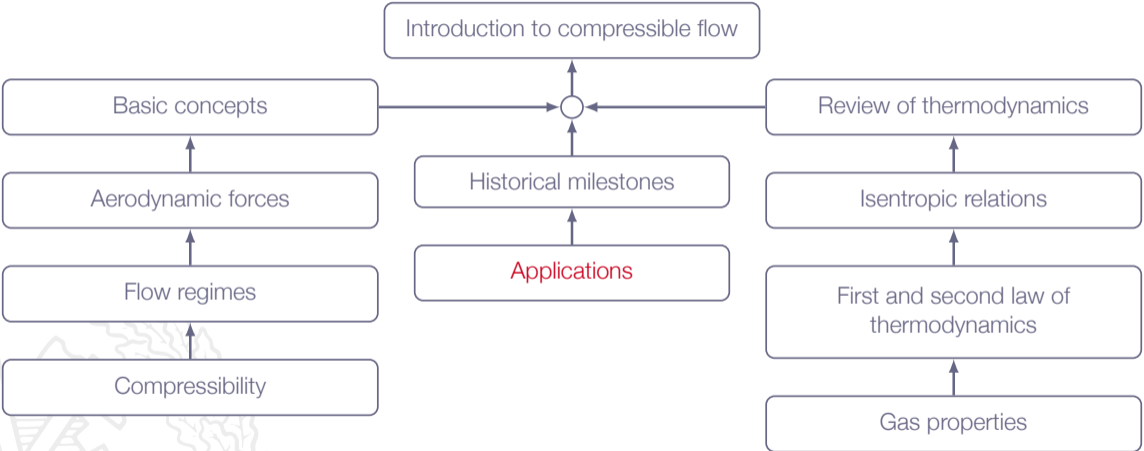 Introduction to compressible flow
Basic concepts
Review of thermodynamics
Historical milestones
Aerodynamic forces
Isentropic relations
Applications
Flow regimes
First and second law of
thermodynamics
Compressibility
Gas properties